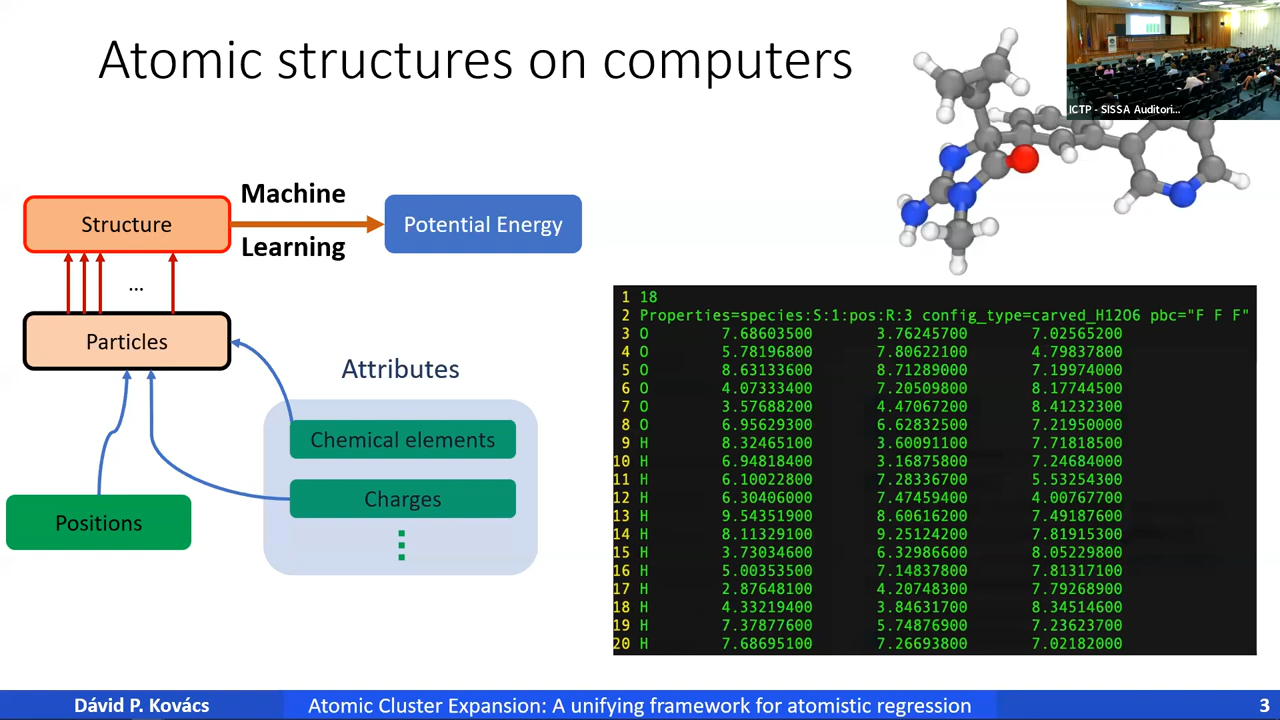 Atomic structures on computers
ICTP - SISSA Auditori...
Structure
Machine
Learning
Potential Energy
...
Particles
Attributes
Chemical elements
Charges
Positions
1 18
2 Properties=species:S:1:pos:R:3 config_type=carved_H12O6 pbc="F F F"
3 O 7.68603500 3.76245700 7.02565200
4 O 5.78196800 7.80622100 4.79837800
5 O 8.63133600 8.71289000 7.19974000
6 O 4.07333400 7.20509800 8.17744500
7 O 3.57688200 4.47067200 8.41232300
8 O 6.95629300 6.62832500 7.21950000
9 H 8.32465100 3.60091100 7.71818500
10 H 6.94818400 3.16875800 7.24684000
11 H 6.10022800 7.28336700 5.53254300
12 H 6.30406000 7.47459400 4.00767700
13 H 9.54351900 8.60616200 7.49187600
14 H 8.11329100 9.25124200 7.81915300
15 H 3.73034600 6.32986600 8.05229800
16 H 5.00353500 7.14837800 7.81317100
17 H 2.87648100 4.20748300 7.79268900
18 H 4.33219400 3.84631700 8.34514600
19 H 7.37877600 5.74876900 7.23623700
20 H 7.68695100 7.26693800 7.02182000
Dávid P. Kovács
Atomic Cluster Expansion: A unifying framework for atomistic regression
3